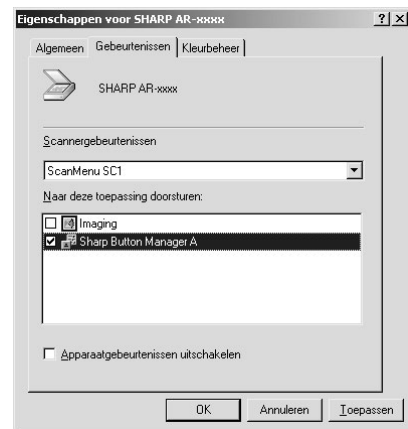 Eigenschappen voor SHARP AR-xxxx
Algemeen Gebeurtenissen Kleurbeheer
SHARP AR-xxxx
Scannergebeurtenissen
ScanMenu SC1
Naar deze toepassing doorsturen:
Imaging
Sharp Button Manager A
Apparaatgebeurtenissen uitschakelen
OK Annuleren Toepassen